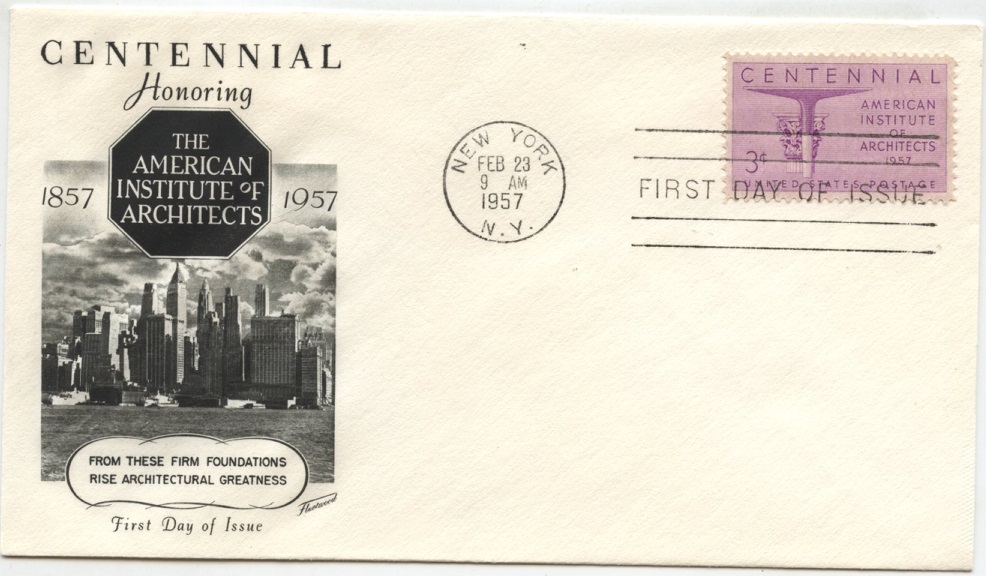 CENTENNIAL
Honoring
THE
AMERICAN
INSTITUTE OF
ARCHITECTS
1857
1957
FROM THESE FIRM FOUNDATIONS
RISE ARCHITECTURAL GREATNESS
Fleetwood
First Day of Issue
NEW YORK
FEB 23
9 AM
1957
N.Y.
CENTENNIAL
AMERICAN
INSTITUTE
OF
ARCHITECTS
1957
3¢
UNITED STATES POSTAGE
FIRST DAY OF ISSUE